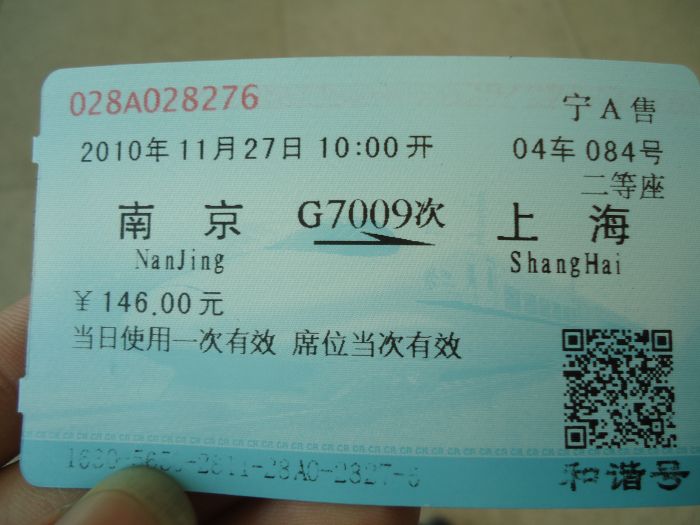 028A028276
宁A售
2010年11月27日10:00开
04车084号
二等座
南京 G7009次 上海
NanJing ShangHai
¥146.00元
当日使用一次有效 席位当次有效
和谐号